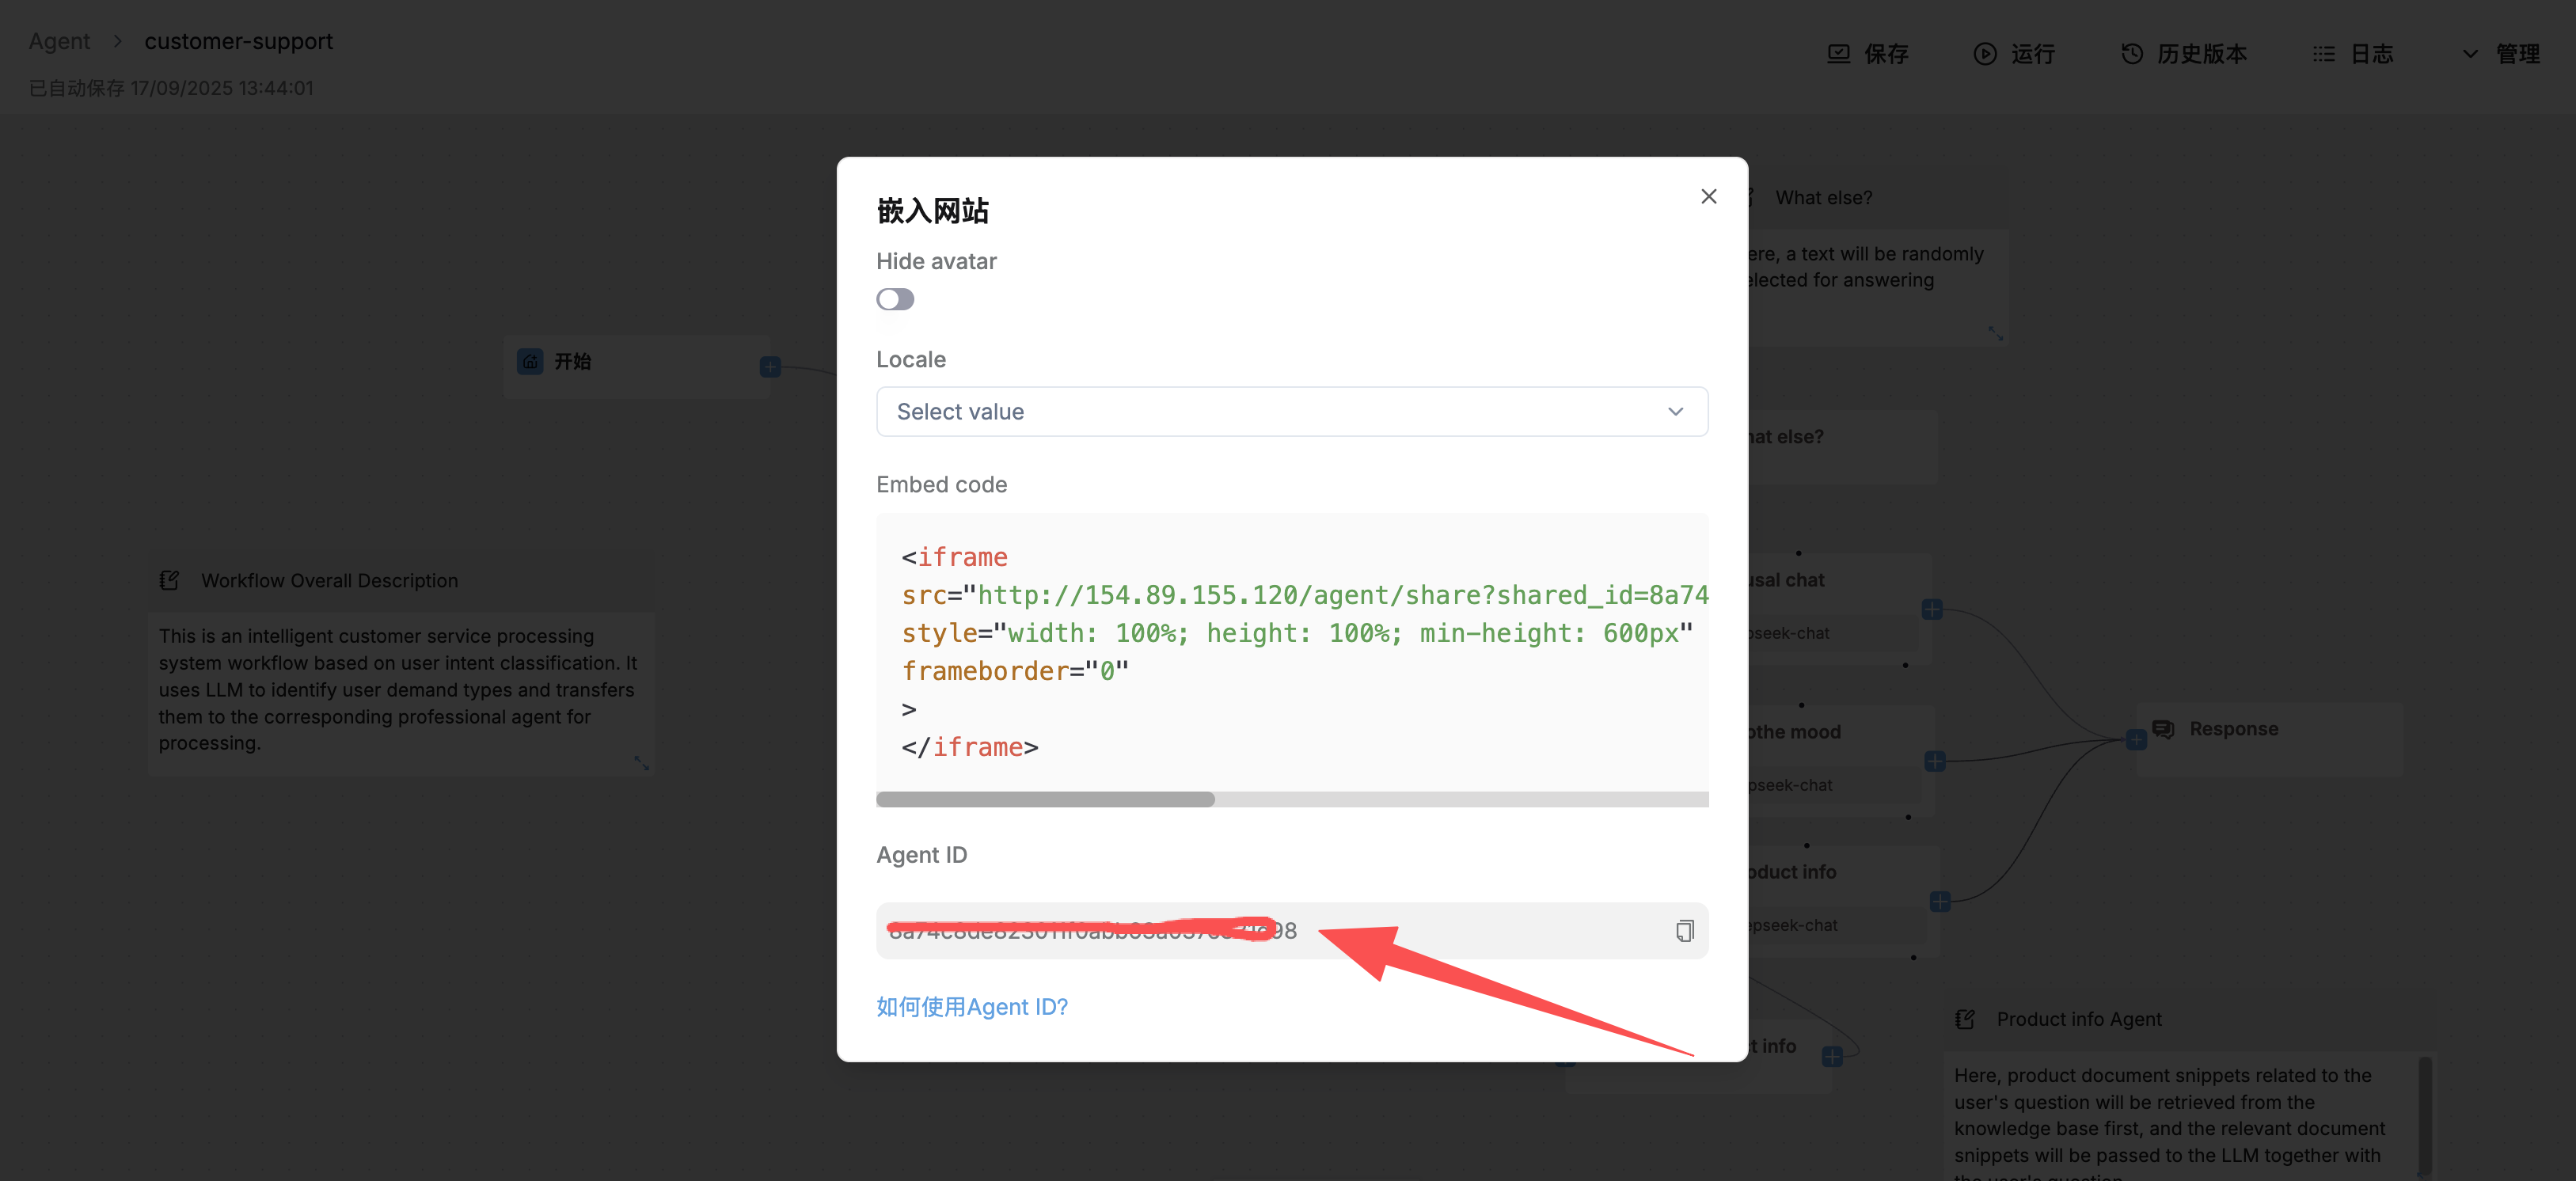 Agent > customer-support
已自动保存 17/09/2025 13:44:01
保存
运行
历史版本
日志
管理
嵌入网站
Hide avatar
Locale
Select value
Embed code
<iframe
src="http://154.89.155.120/agent/share?shared_id=8a74
style="width: 100%; height: 100%; min-height: 600px"
frameborder="0"
>
</iframe>
Agent ID
98
如何使用Agent ID?
开始
Workflow Overall Description
This is an intelligent customer service processing
system workflow based on user intent classification. It
uses LLM to identify user demand types and transfers
them to the corresponding professional agent for
processing.
What else?
ere, a text will be randomly
elected for answering
hat else?
usal chat
pseek-chat
othe mood
pseek-chat
oduct info
epseek-chat
Response
t info
Product info Agent
Here, product document snippets related to the
user's question will be retrieved from the
knowledge base first, and the relevant document
snippets will be passed to the LLM together with
the user's question